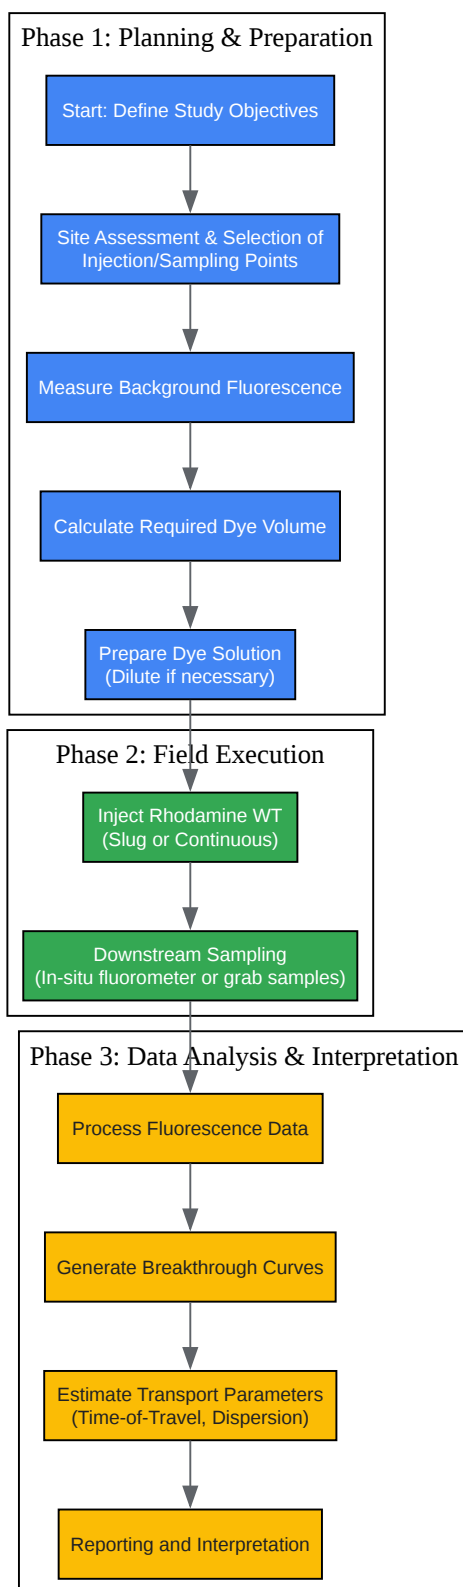 Phase 1: Planning & Preparation
Start: Define Study Objectives
Site Assessment & Selection of
Injection/Sampling Points
Measure Background Fluorescence
Calculate Required Dye Volume
Prepare Dye Solution
(Dilute if necessary)
Phase 2: Field Execution
Inject Rhodamine WT
(Slug or Continuous)
Downstream Sampling
(In-situ fluorometer or grab samples)
Phase 3: Data Analysis & Interpretation
Process Fluorescence Data
Generate Breakthrough Curves
Estimate Transport Parameters
(Time-of-Travel, Dispersion)
Reporting and Interpretation